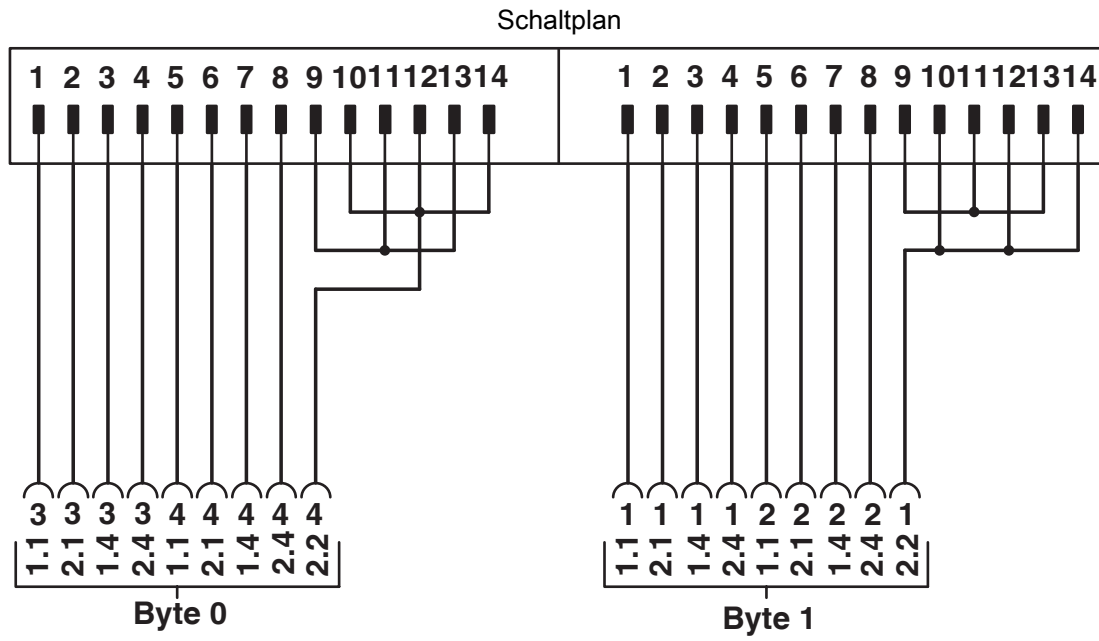 Schaltplan
1 2 3 4 5 6 7 8 9 10 11 12 13 14 1 2 3 4 5 6 7 8 9 10 11 12 13 14
3 3 3 3 4 4 4 4 4 1 1 1 1 2 2 2 2 1
1.1 2.1 1.4 2.4 1.1 2.1 1.4 2.4 2.2 1.1 2.1 1.4 2.4 1.1 2.1 1.4 2.4 2.2
Byte 0 Byte 1